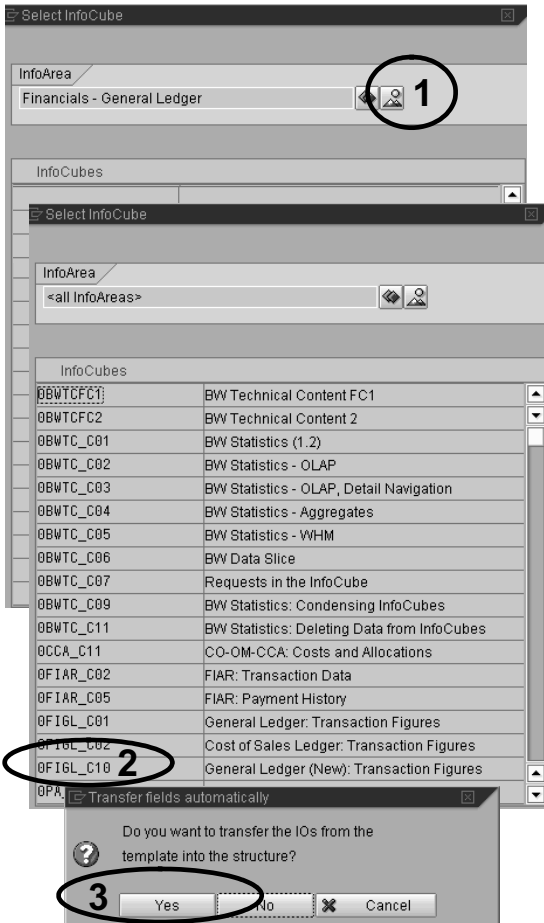 Select InfoCube
InfoArea
Financials - General Ledger
1
InfoCubes
Select InfoCube
InfoArea
<all InfoAreas>
InfoCubes
0BWTCFC1 BW Technical Content FC1
0BWTCFC2 BW Technical Content 2
0BWTC_C01 BW Statistics (1.2)
0BWTC_C02 BW Statistics - OLAP
0BWTC_C03 BW Statistics - OLAP, Detail Navigation
0BWTC_C04 BW Statistics - Aggregates
0BWTC_C05 BW Statistics - WHM
0BWTC_C06 BW Data Slice
0BWTC_C07 Requests in the InfoCube
0BWTC_C09 BW Statistics: Condensing InfoCubes
0BWTC_C11 BW Statistics: Deleting Data from InfoCubes
0CCA_C11 CO-OM-CCA: Costs and Allocations
0FIAR_C02 FIAR: Transaction Data
0FIAR_C05 FIAR: Payment History
0FIGL_C01 General Ledger: Transaction Figures
0FIGL_C02 Cost of Sales Ledger: Transaction Figures
0FIGL_C10 2 General Ledger (New): Transaction Figures
0PA_
Transfer fields automatically
Do you want to transfer the IOs from the
template into the structure?
3 Yes No Cancel